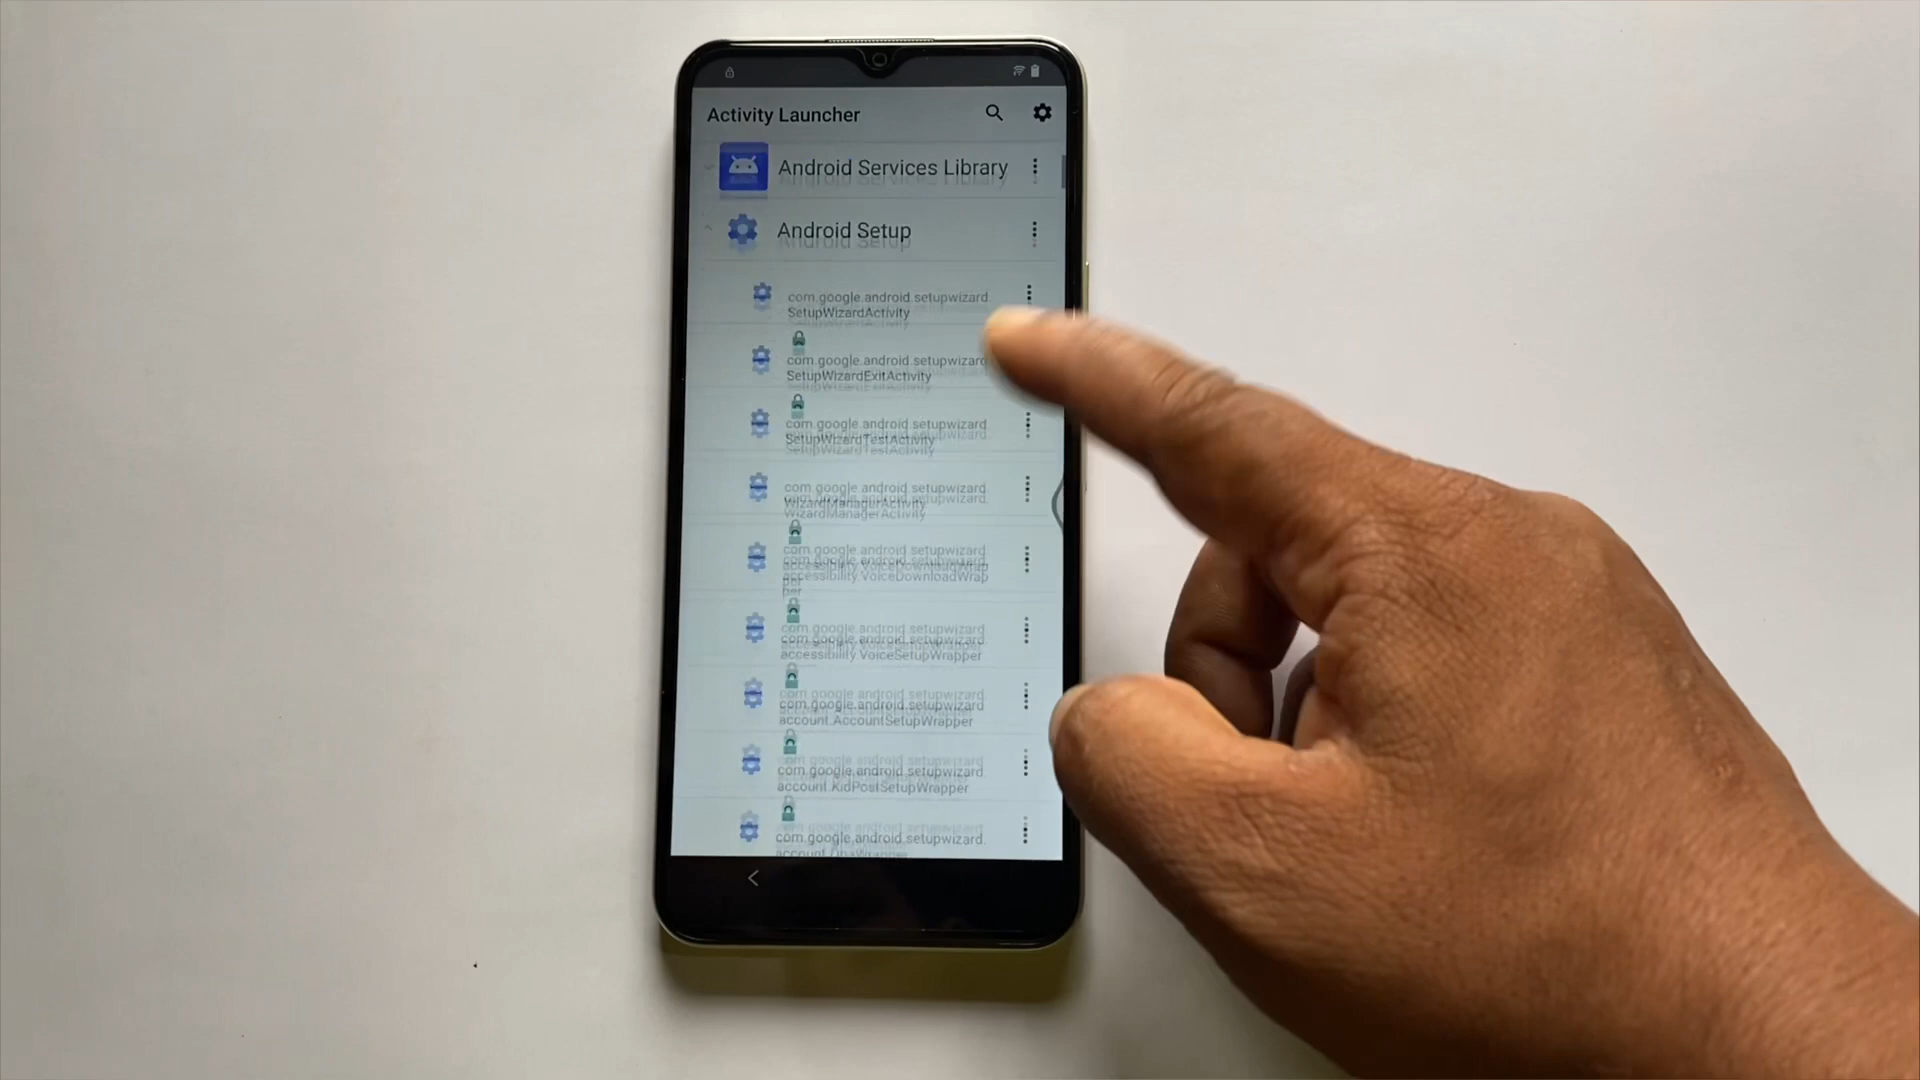 Activity Launcher
Android Services Library
Android Setup
com.google.android.setupwizard.
SetupWizardActivity
com.google.android.setupwizard.
SetupWizardExitActivity
com.google.android.setupwizard.
SetupWizardTestActivity
com.google.android.setupwizard.
WizardManagerActivity
com.google.android.setupwizard.
accessibility.VoiceDownloadWrap
per
com.google.android.setupwizard.
accessibility.VoiceSetupWrapper
com.google.android.setupwizard.
account.AccountSetupWrapper
com.google.android.setupwizard.
account.KidPostSetupWrapper
com.google.android.setupwizard.